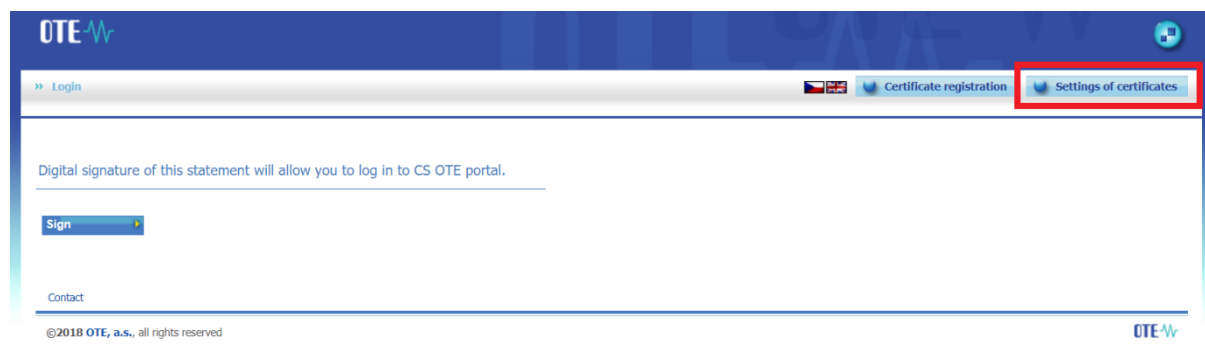 OTE
» Login
Certificate registration
Settings of certificates
Digital signature of this statement will allow you to log in to CS OTE portal.
Sign
Contact
©2018 OTE, a.s., all rights reserved
OTE